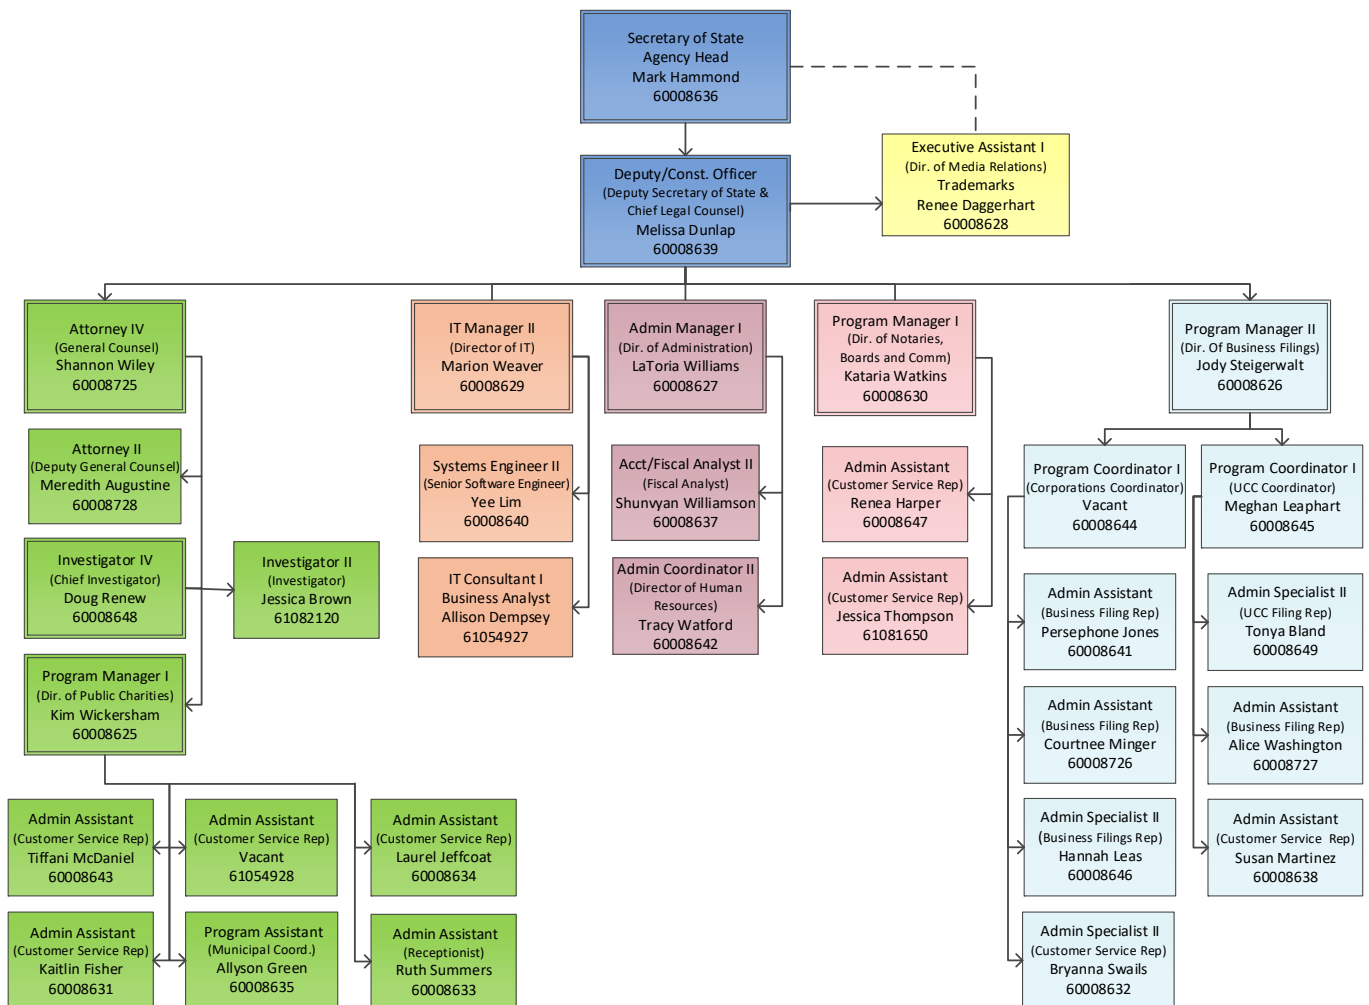 Secretary of State
Agency Head
Mark Hammond
60008636
Executive Assistant I
(Dir. of Media Relations)
Trademarks
Renee Daggerhart
60008628
Deputy/Const. Officer
(Deputy Secretary of State &
Chief Legal Counsel)
Melissa Dunlap
60008639
Attorney IV
(General Counsel)
Shannon Wiley
60008725
IT Manager II
(Director of IT)
Marion Weaver
60008629
Admin Manager I
(Dir. of Administration)
LaToria Williams
60008627
Program Manager I
(Dir. of Notaries,
Boards and Comm)
Kataria Watkins
60008630
Program Manager II
(Dir. Of Business Filings)
Jody Steigerwalt
60008626
Attorney II
(Deputy General Counsel)
Meredith Augustine
60008728
Systems Engineer II
(Senior Software Engineer)
Yee Lim
60008640
Acct/Fiscal Analyst II
(Fiscal Analyst)
Shunvyan Williamson
60008637
Admin Assistant
(Customer Service Rep)
Renea Harper
60008647
Program Coordinator I
(Corporations Coordinator)
Vacant
60008644
Program Coordinator I
(UCC Coordinator)
Meghan Leaphart
60008645
Investigator IV
(Chief Investigator)
Doug Renew
60008648
Investigator II
(Investigator)
Jessica Brown
61082120
IT Consultant I
Business Analyst
Allison Dempsey
61054927
Admin Coordinator II
(Director of Human
Resources)
Tracy Watford
60008642
Admin Assistant
(Customer Service Rep)
Jessica Thompson
61081650
Admin Assistant
(Business Filing Rep)
Persephone Jones
60008641
Admin Specialist II
(UCC Filing Rep)
Tonya Bland
60008649
Program Manager I
(Dir. of Public Charities)
Kim Wickersham
60008625
Admin Assistant
(Business Filing Rep)
Courtnee Minger
60008726
Admin Assistant
(Business Filing Rep)
Alice Washington
60008727
Admin Assistant
(Customer Service Rep)
Tiffani McDaniel
60008643
Admin Assistant
(Customer Service Rep)
Vacant
61054928
Admin Assistant
(Customer Service Rep)
Laurel Jeffcoat
60008634
Admin Specialist II
(Business Filings Rep)
Hannah Leas
60008646
Admin Assistant
(Customer Service Rep)
Susan Martinez
60008638
Admin Assistant
(Customer Service Rep)
Kaitlin Fisher
60008631
Program Assistant
(Municipal Coord.)
Allyson Green
60008635
Admin Assistant
(Receptionist)
Ruth Summers
60008633
Admin Specialist II
(Customer Service Rep)
Bryanna Swails
60008632